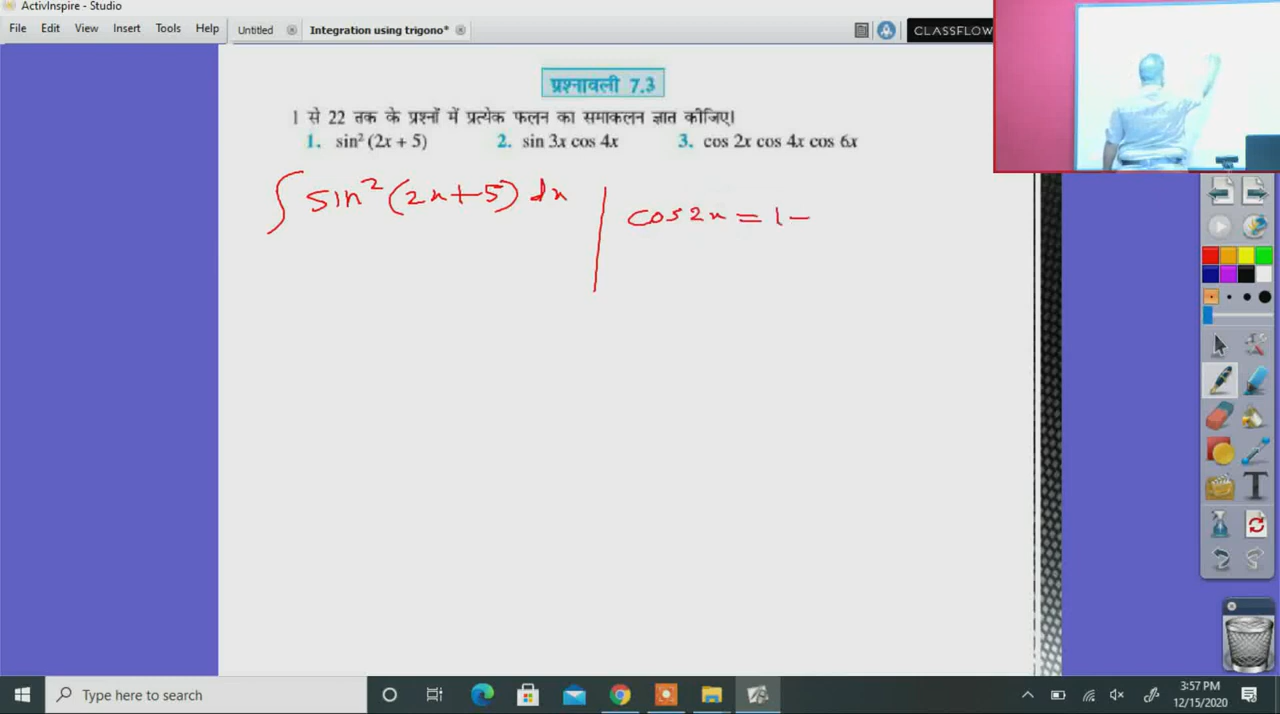 ActivInspire - Studio
File Edit View Insert Tools Help Untitled Integration using trigono* CLASSFLOW
प्रश्नावली 7.3
1 से 22 तक के प्रश्नों में प्रत्येक फलन का समाकलन ज्ञात कीजिए।
1. sin² (2x + 5) 2. sin 3x cos 4x 3. cos 2x cos 4x cos 6x
∫ sin² (2x+5) dx
cos2x = 1 -
Type here to search
3:57 PM
12/15/2020